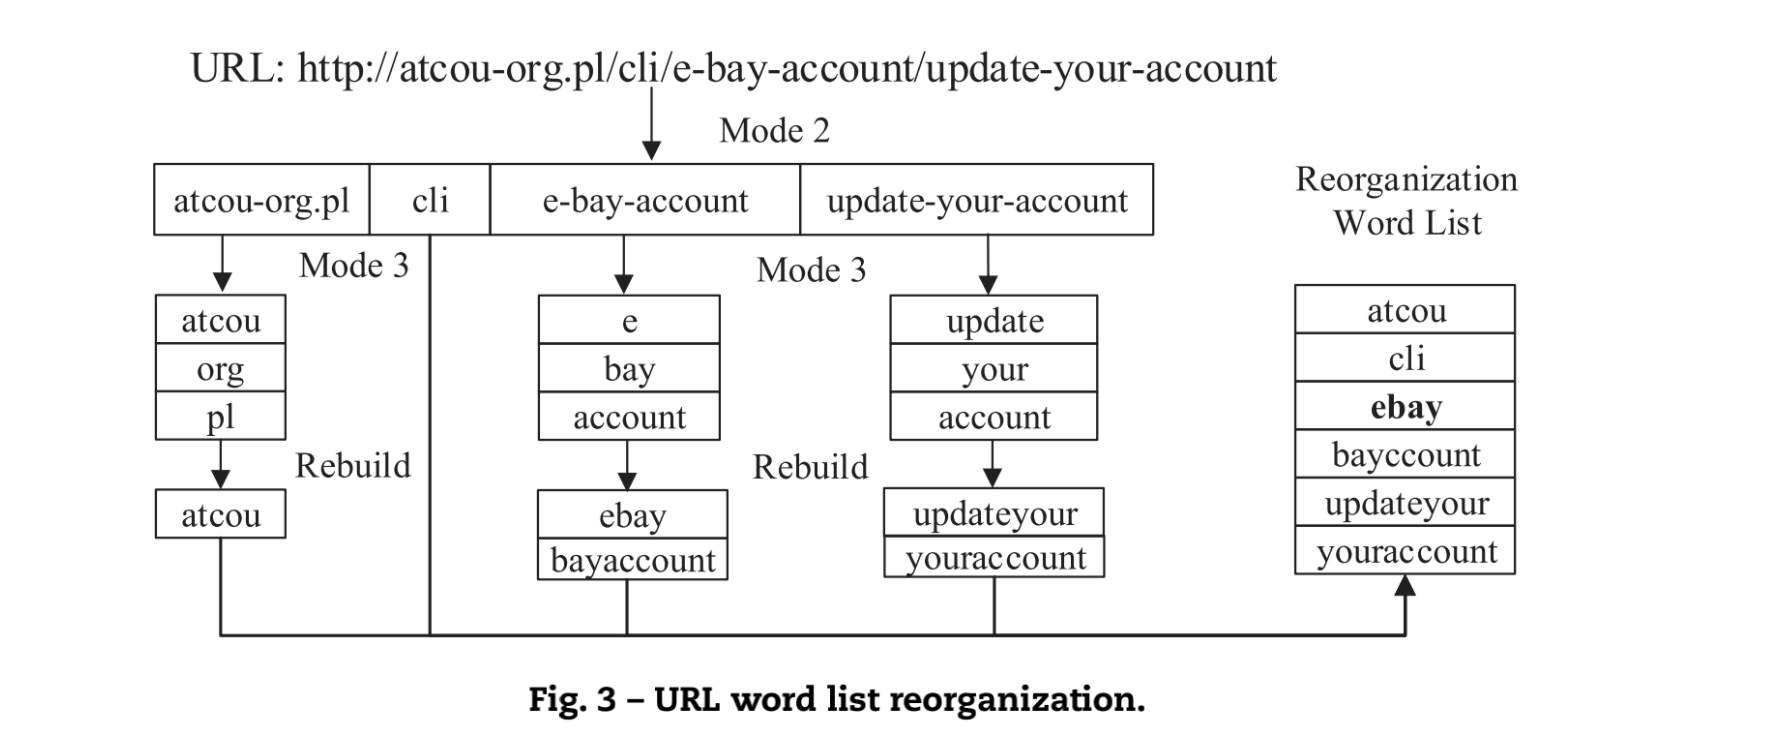 URL: http://atcou-org.pl/cli/e-bay-account/update-your-account
Mode 2
atcou-org.pl cli e-bay-account update-your-account
Reorganization
Word List
Mode 3
Mode 3
atcou
org
pl
e
bay
account
update
your
account
Rebuild
Rebuild
atcou
ebay
bayaccount
updateyour
youraccount
atcou
cli
ebay
bayccount
updateyour
youraccount
Fig. 3 – URL word list reorganization.